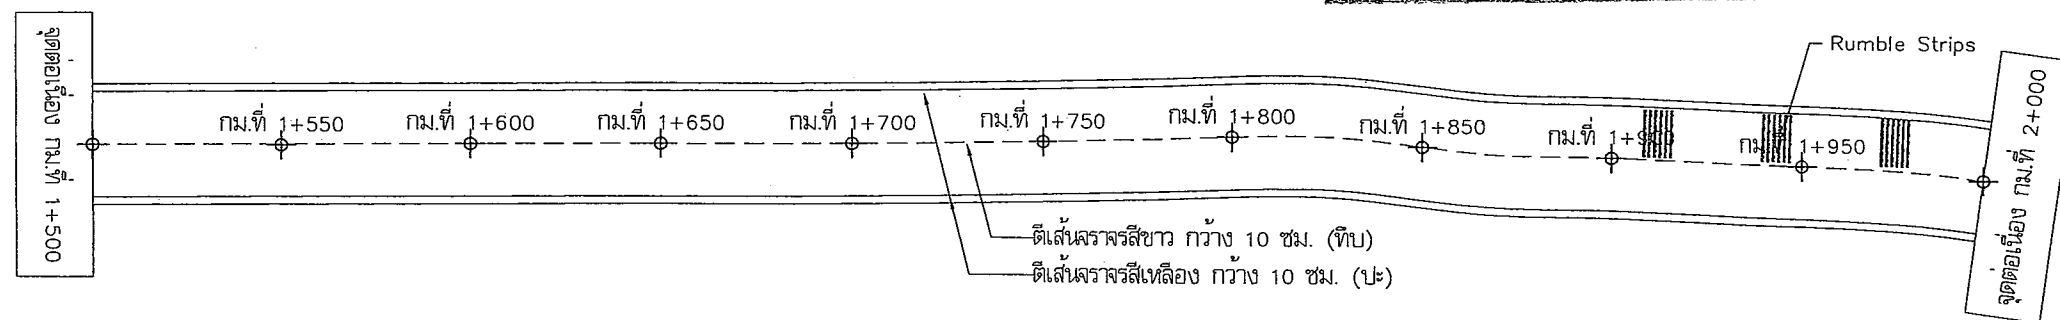 Rumble Strips
จุดต่อเนื่อง กม.ที่ 1+500
กม.ที่ 1+550
กม.ที่ 1+600
กม.ที่ 1+650
กม.ที่ 1+700
กม.ที่ 1+750
กม.ที่ 1+800
กม.ที่ 1+850
กม.ที่ 1+900
กม.ที่ 1+950
จุดต่อเนื่อง กม.ที่ 2+000
ตีเส้นจราจรสีขาว กว้าง 10 ซม. (ทึบ)
ตีเส้นจราจรสีเหลือง กว้าง 10 ซม. (ปะ)